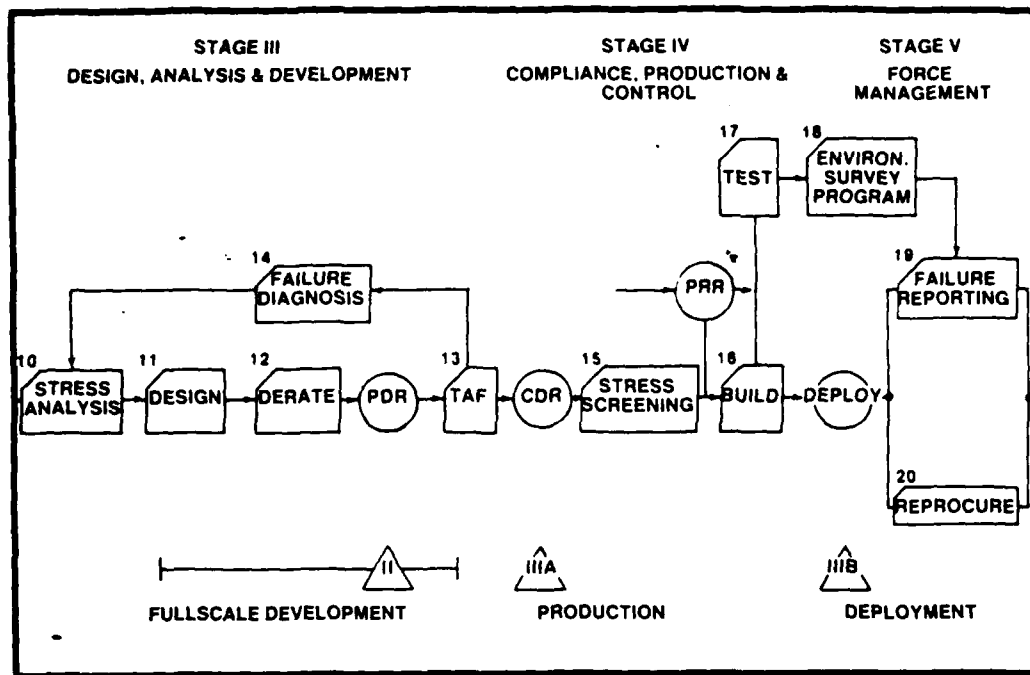 STAGE III
DESIGN, ANALYSIS & DEVELOPMENT
STAGE IV
COMPLIANCE, PRODUCTION &
CONTROL
STAGE V
FORCE
MANAGEMENT
17
TEST
18
ENVIRON.
SURVEY
PROGRAM
14
FAILURE
DIAGNOSIS
PRR
19
FAILURE
REPORTING
10
STRESS
ANALYSIS
11
DESIGN
12
DERATE
PDR
13
TAF
CDR
15
STRESS
SCREENING
16
BUILD
DEPLOY
20
REPROCURE
II
IIIA
IIIB
FULLSCALE DEVELOPMENT
PRODUCTION
DEPLOYMENT